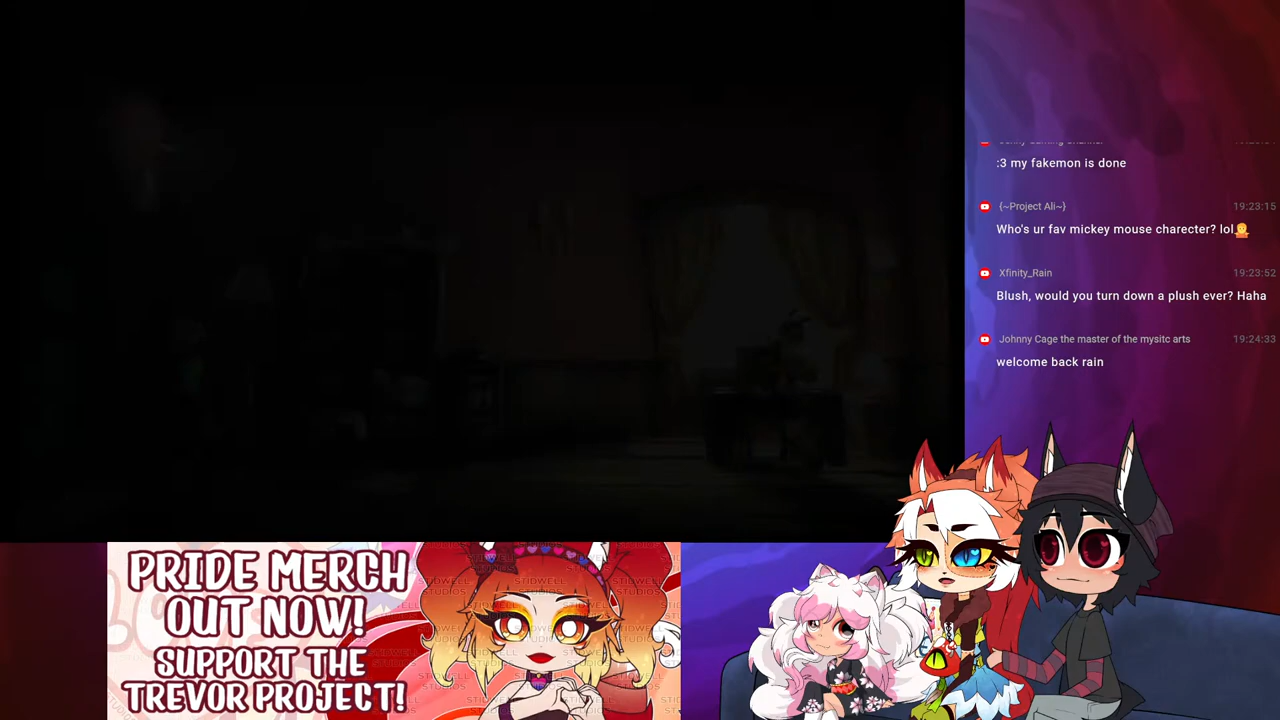 :3 my fakemon is done
{~Project Ali~} 19:23:15
Who's ur fav mickey mouse charecter? lol
Xfinity_Rain 19:23:52
Blush, would you turn down a plush ever? Haha
Johnny Cage the master of the mysitc arts 19:24:33
welcome back rain
PRIDE MERCH
OUT NOW!
SUPPORT THE
TREVOR PROJECT!
STIDWELL
STUDIOS